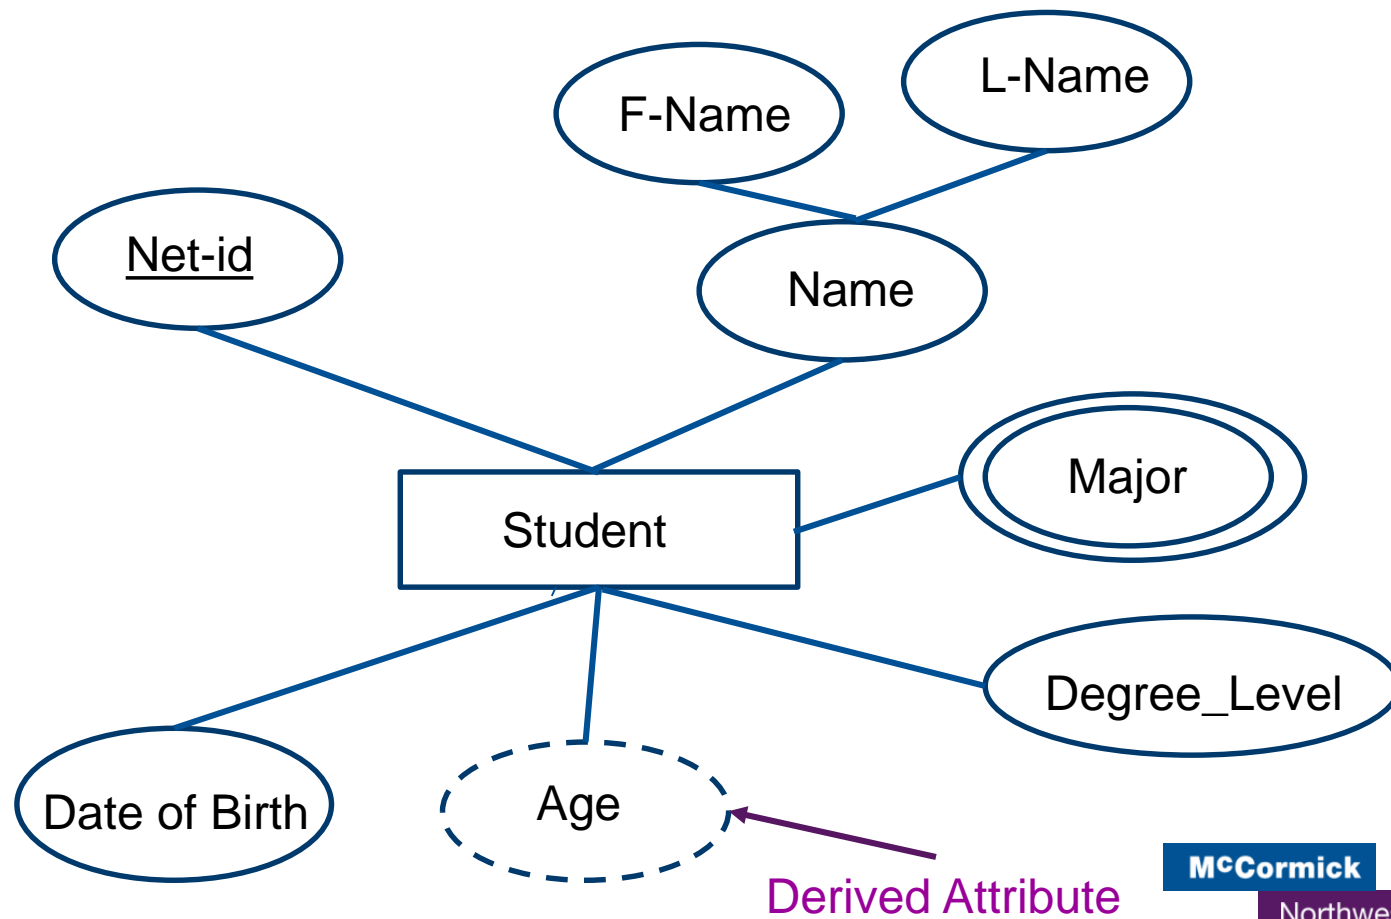 L-Name
F-Name
Net-id
Name
Major
Student
Degree_Level
Date of Birth
Age
Derived Attribute
McCormick